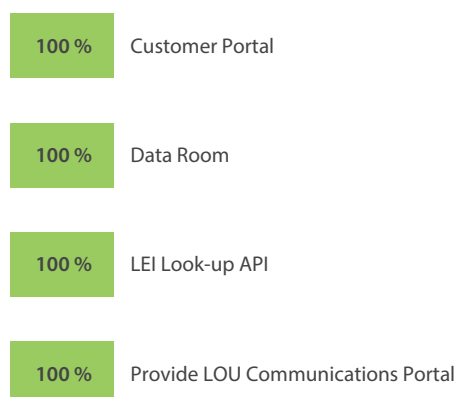 100 % Customer Portal
100 % Data Room
100 % LEI Look-up API
100 % Provide LOU Communications Portal